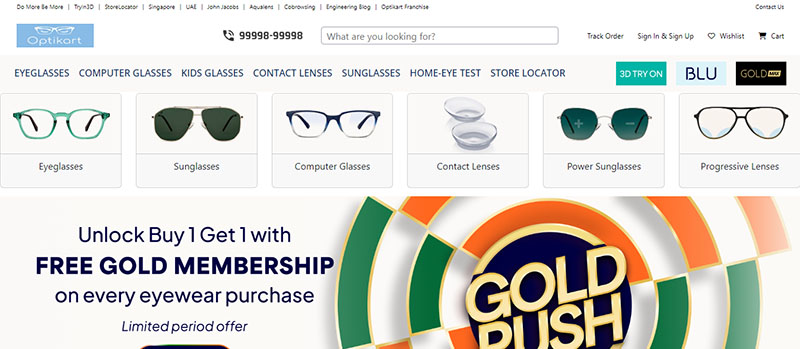 Do More Be More | Tryin3D | StoreLocator | Singapore | UAE | John Jacobs | Aqualens | Cobrowsing | Engineering Blog | Optikart Franchise
Contact Us
Optikart
99998-99998
What are you looking for?
Track Order
Sign In & Sign Up
Wishlist
Cart
EYEGLASSES COMPUTER GLASSES KIDS GLASSES CONTACT LENSES SUNGLASSES HOME-EYE TEST STORE LOCATOR
3D TRY ON
BLU
GOLD MAX
Eyeglasses
Sunglasses
Computer Glasses
Contact Lenses
Power Sunglasses
Progressive Lenses
Unlock Buy 1 Get 1 with
FREE GOLD MEMBERSHIP
on every eyewear purchase
Limited period offer
GOLD
RUSH